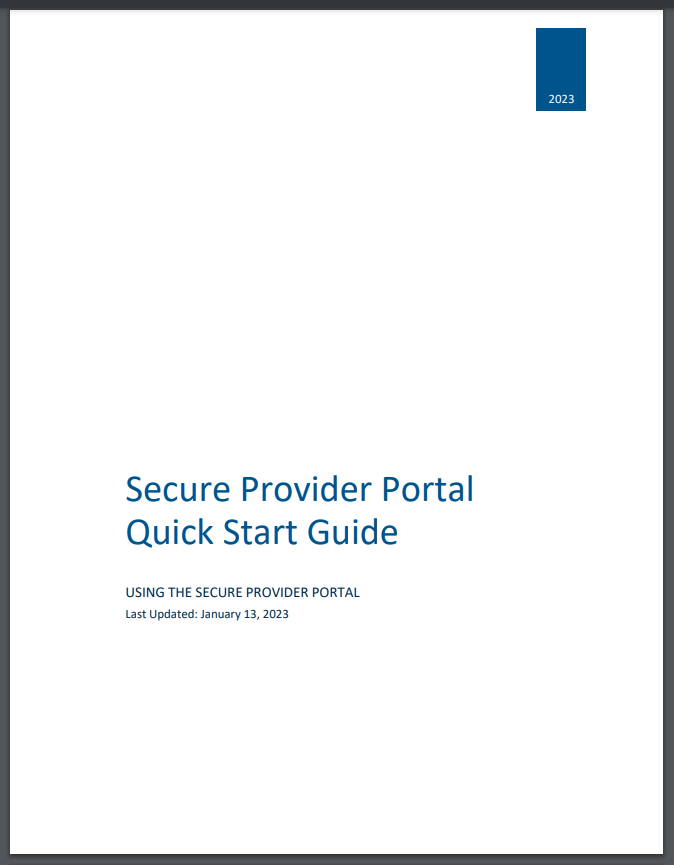 2023
Secure Provider Portal
Quick Start Guide
USING THE SECURE PROVIDER PORTAL
Last Updated: January 13, 2023